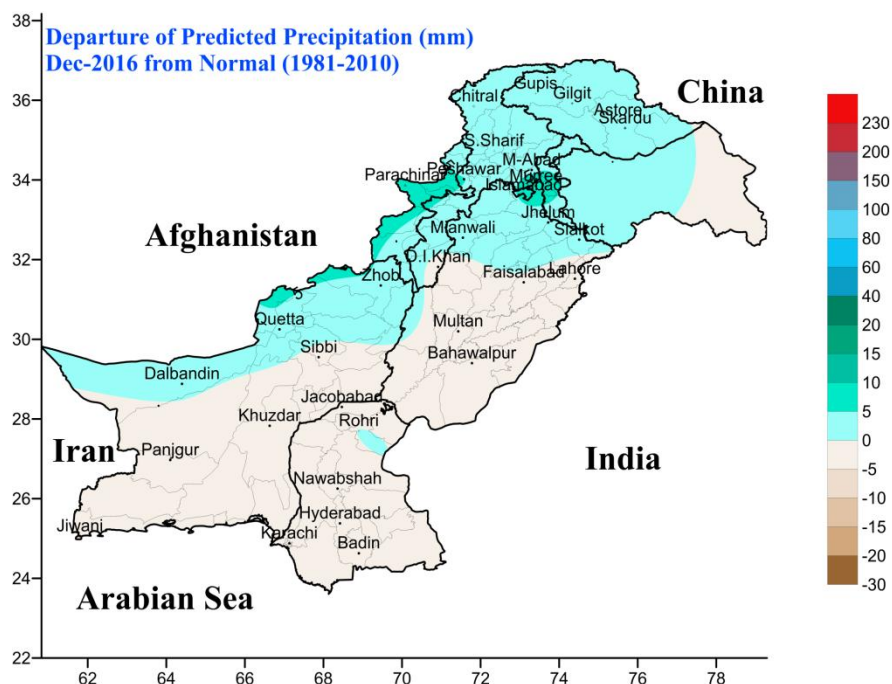 Departure of Predicted Precipitation (mm)
Dec-2016 from Normal (1981-2010)
38
36
34
32
30
28
26
24
22
62
64
66
68
70
72
74
76
78
China
Afghanistan
Iran
India
Arabian Sea
Chitral
Gupis
Gilgit
Astore
Skardu
S.Sharif
M-Abad
Peshawar
Murree
Parachinar
Islamabad
Jhelum
Mianwali
Sialkot
D.I.Khan
Zhob
Faisalabad
Lahore
Quetta
Multan
Sibbi
Bahawalpur
Dalbandin
Jacobabad
Khuzdar
Rohri
Panjgur
Nawabshah
Hyderabad
Jiwani
Karachi
Badin
230
200
150
100
80
60
40
20
15
10
5
0
-5
-10
-15
-20
-30